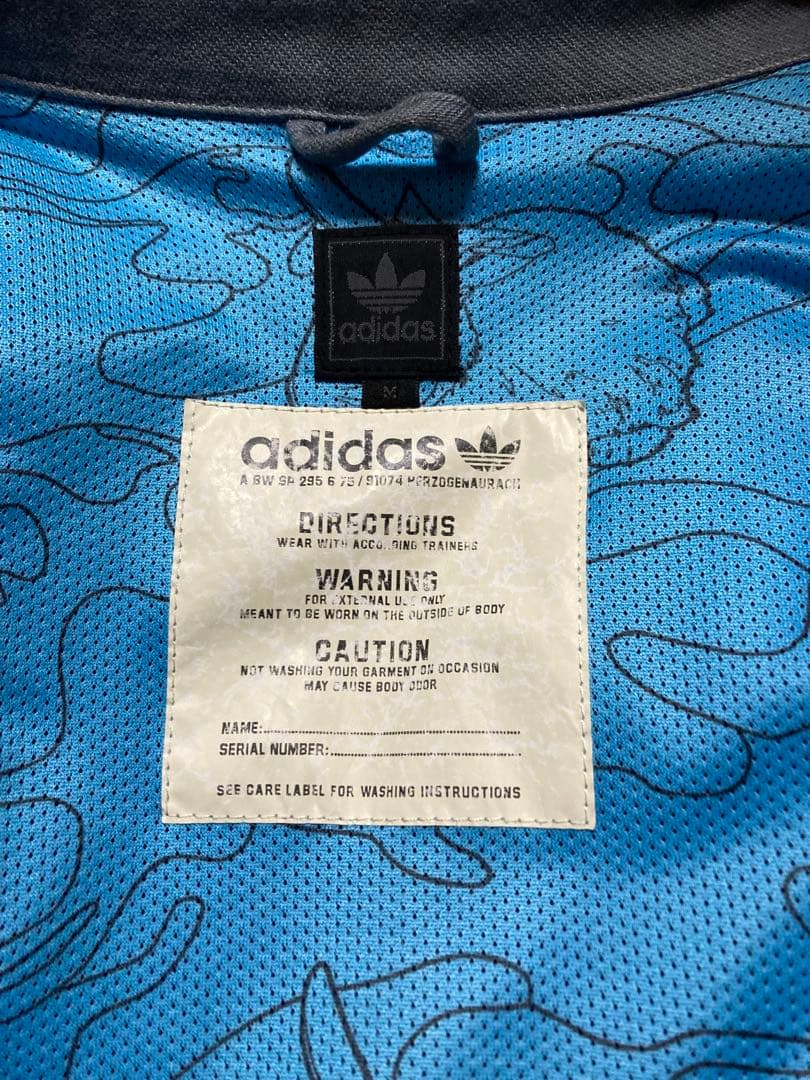 adidas
M
adidas
A BW SP 295 6 75 / 91074 HERZOGENAURACH
DIRECTIONS
WEAR WITH ACCORDING TRAINERS
WARNING
FOR EXTERNAL USE ONLY
MEANT TO BE WORN ON THE OUTSIDE OF BODY
CAUTION
NOT WASHING YOUR GARMENT ON OCCASION
MAY CAUSE BODY ODOR
NAME:
SERIAL NUMBER:
SEE CARE LABEL FOR WASHING INSTRUCTIONS